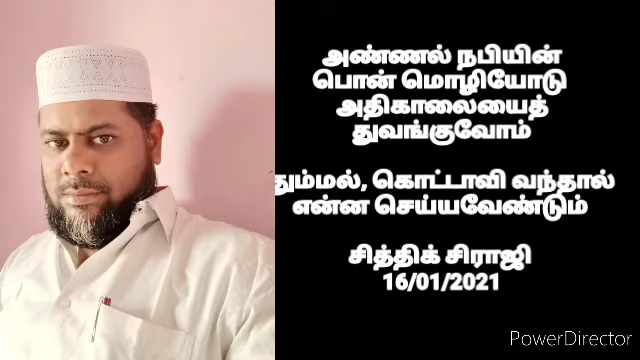 அண்ணல் நபியின்
பொன் மொழியோடு
அதிகாலையைத்
துவங்குவோம்
தும்மல், கொட்டாவி வந்தால்
என்ன செய்யவேண்டும்
சித்திக் சிராஜி
16/01/2021
PowerDirector